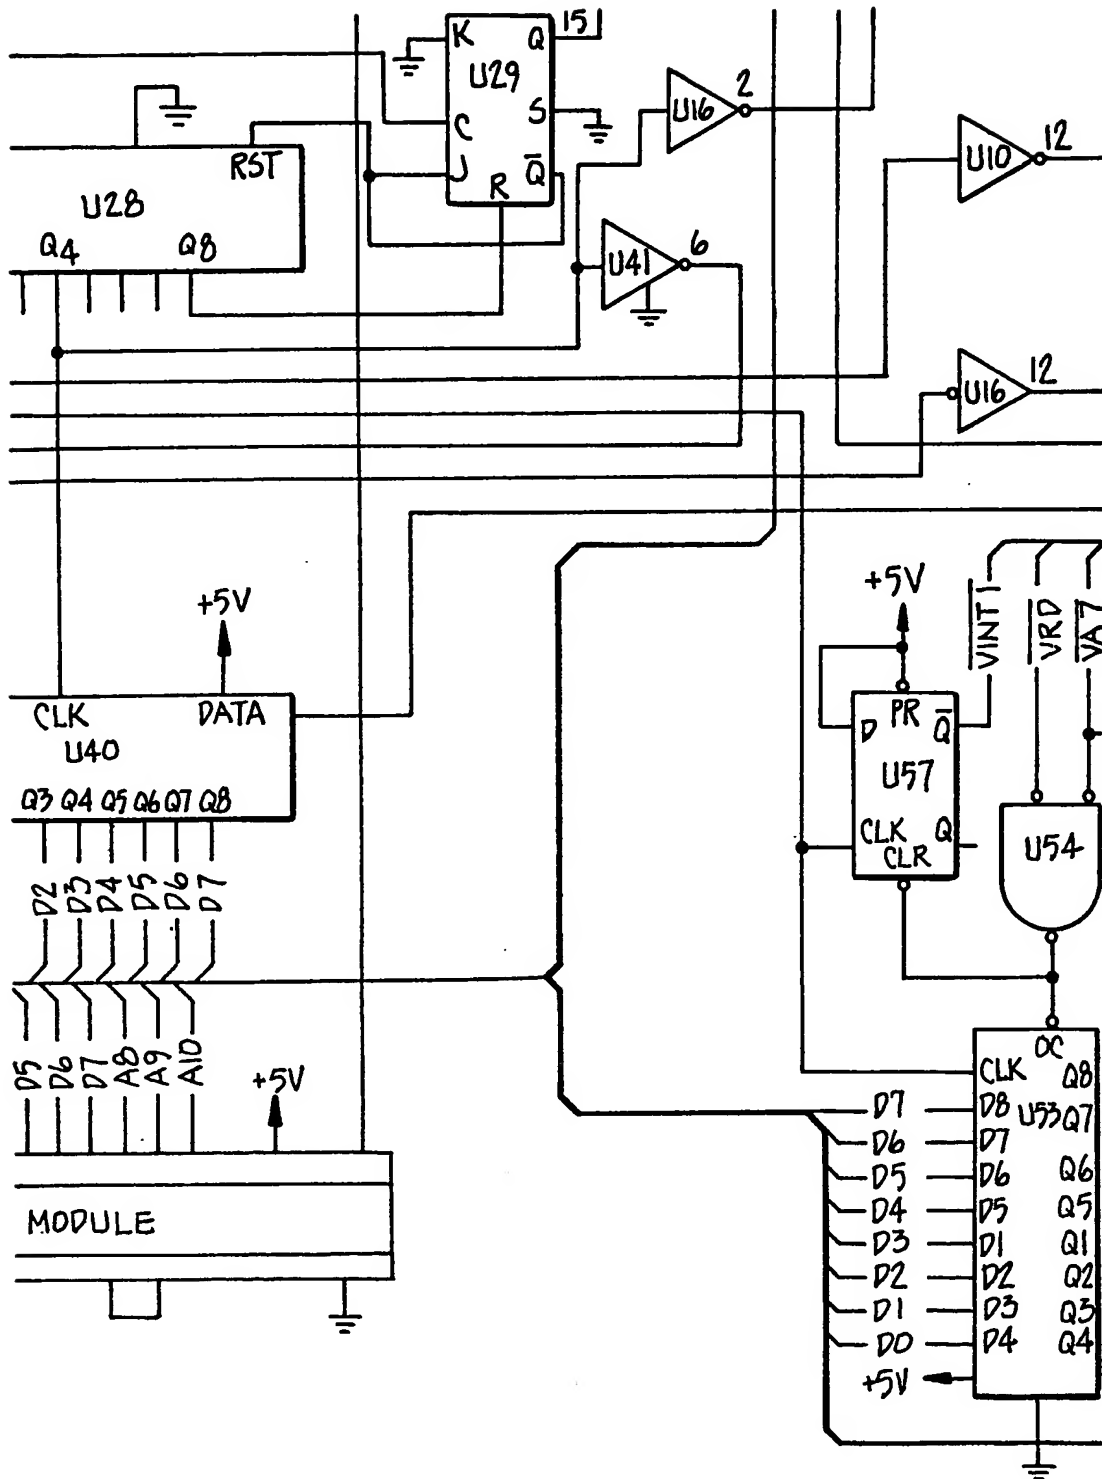 K Q 15
U29
S
C
J Q̅
R
U16 2
U10 12
RST
U28
Q4 Q8
U41 6
U16 12
+5V
+5V
V̅I̅N̅T̅ ̅1̅
V̅R̅D̅
V̅A̅ ̅7̅
CLK DATA
U40
Q3 Q4 Q5 Q6 Q7 Q8
D2 D3 D4 D5 D6 D7
PR
D Q̅
U57
CLK Q
CLR
U54
D5 D6 D7 A8 A9 A10
+5V
MODULE
OC
CLK Q8
U53
D7 D8 Q7
D6 D7
D5 D6 Q6
D4 D5 Q5
D3 D1 Q1
D2 D2 Q2
D1 D3 Q3
D0 D4 Q4
+5V